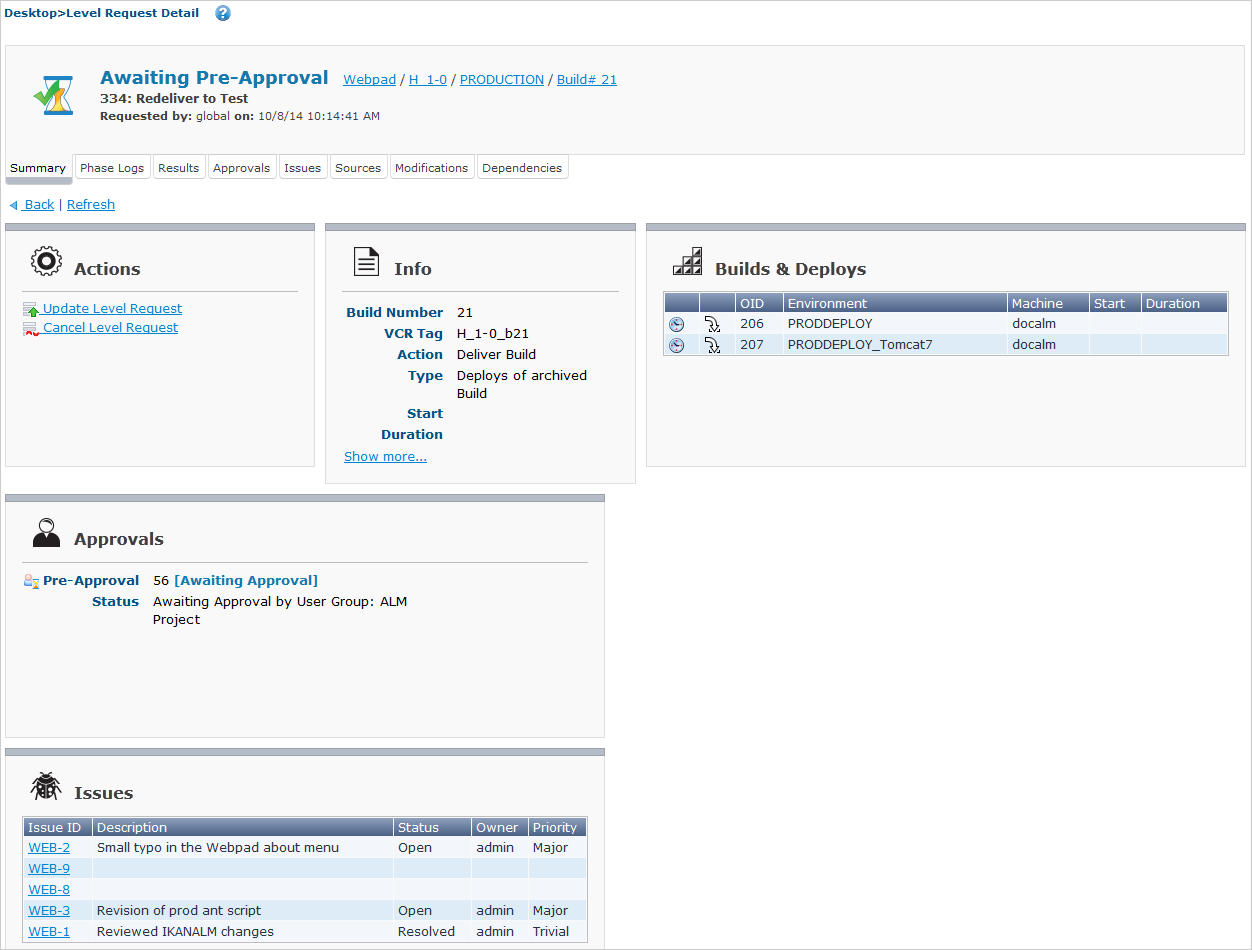 Desktop>Level Request Detail
Awaiting Pre-Approval Webpad / H_1-0 / PRODUCTION / Build# 21
334: Redeliver to Test
Requested by: global on: 10/8/14 10:14:41 AM
Summary Phase Logs Results Approvals Issues Sources Modifications Dependencies
Back | Refresh
Actions
Update Level Request
Cancel Level Request
Info
Build Number 21
VCR Tag H_1-0_b21
Action Deliver Build
Type Deploys of archived
Build
Start
Duration
Show more...
Builds & Deploys
OID Environment Machine Start Duration
206 PRODDEPLOY docalm
207 PRODDEPLOY_Tomcat7 docalm
Approvals
Pre-Approval 56 [Awaiting Approval]
Status Awaiting Approval by User Group: ALM
Project
Issues
Issue ID Description Status Owner Priority
WEB-2 Small typo in the Webpad about menu Open admin Major
WEB-9
WEB-8
WEB-3 Revision of prod ant script Open admin Major
WEB-1 Reviewed IKANALM changes Resolved admin Trivial